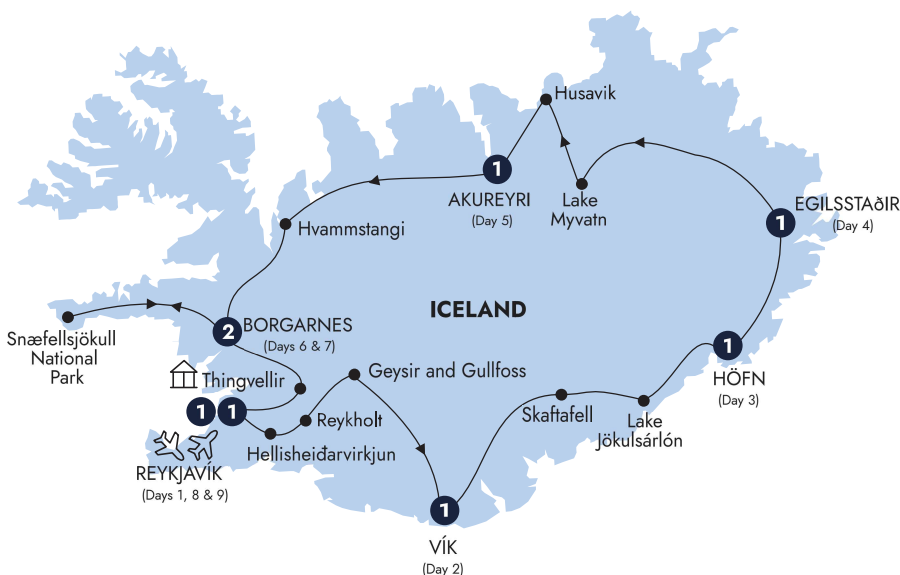 Husavik
1
AKUREYRI
(Day 5)
Lake
Myvatn
EGILSSTAðIR
1
(Day 4)
Hvammstangi
ICELAND
Snæfellsjökull
National
Park
2
BORGARNES
(Days 6 & 7)
1
HÖFN
(Day 3)
Thingvellir
Geysir and Gullfoss
1
1
Reykholt
Hellisheiðarvirkjun
Skaftafell
Lake
Jökulsárlón
REYKJAVÍK
(Days 1, 8 & 9)
1
VÍK
(Day 2)